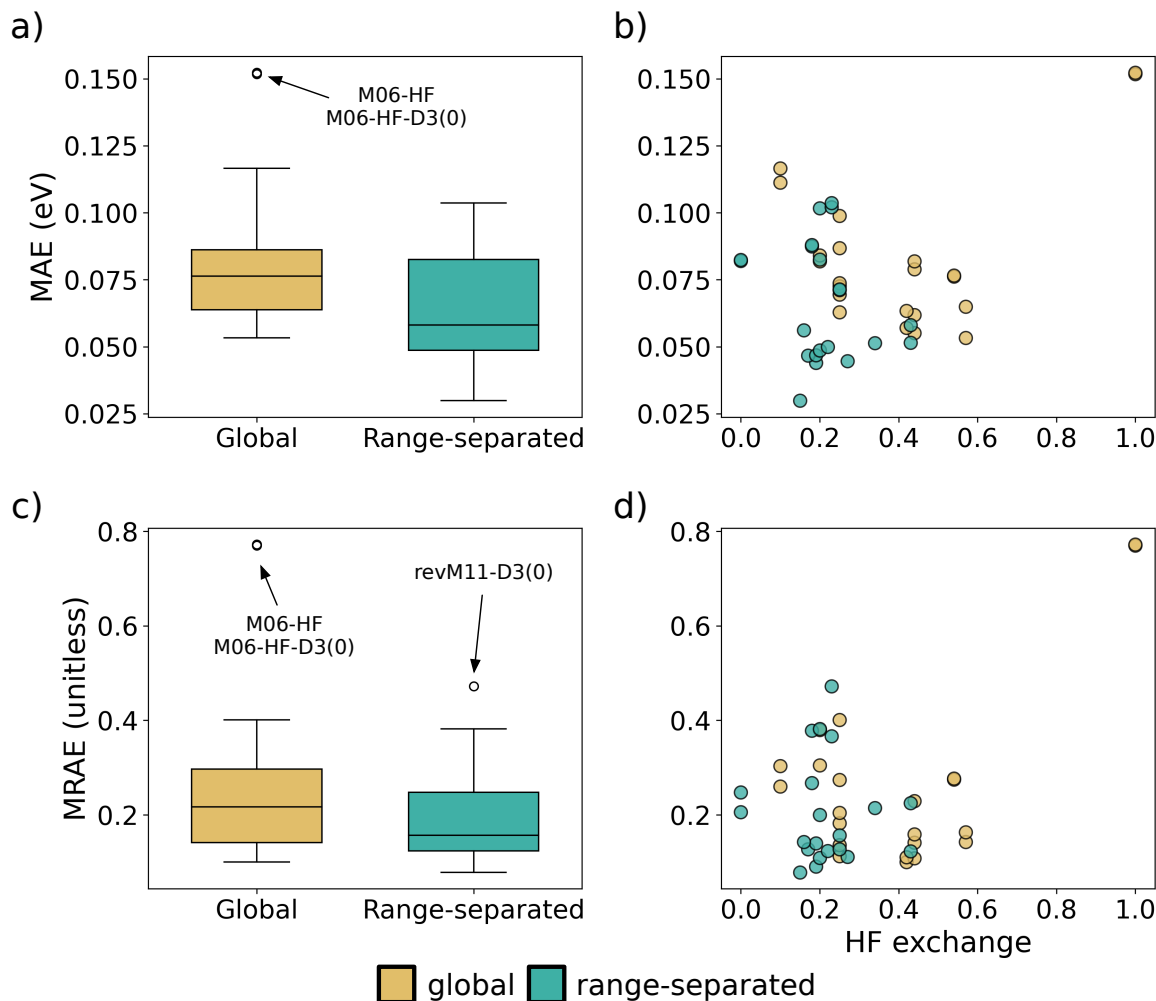 a)
0.150
0.125
0.100
0.075
0.050
0.025
MAE (eV)
M06-HF
M06-HF-D3(0)
Global
Range-separated
b)
0.150
0.125
0.100
0.075
0.050
0.025
0.0
0.2
0.4
0.6
0.8
1.0
c)
0.8
0.6
0.4
0.2
MRAE (unitless)
M06-HF
M06-HF-D3(0)
revM11-D3(0)
Global
Range-separated
d)
0.8
0.6
0.4
0.2
0.0
0.2
0.4
0.6
0.8
1.0
HF exchange
global
range-separated